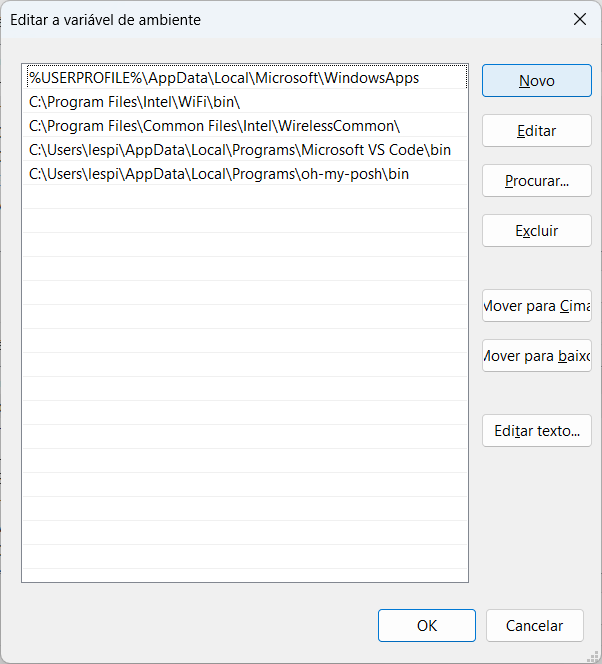 Editar a variável de ambiente
%USERPROFILE%\AppData\Local\Microsoft\WindowsApps
C:\Program Files\Intel\WiFi\bin\
C:\Program Files\Common Files\Intel\WirelessCommon\
C:\Users\lespi\AppData\Local\Programs\Microsoft VS Code\bin
C:\Users\lespi\AppData\Local\Programs\oh-my-posh\bin
Novo
Editar
Procurar...
Excluir
Mover para Cima
Mover para baixo
Editar texto...
OK
Cancelar